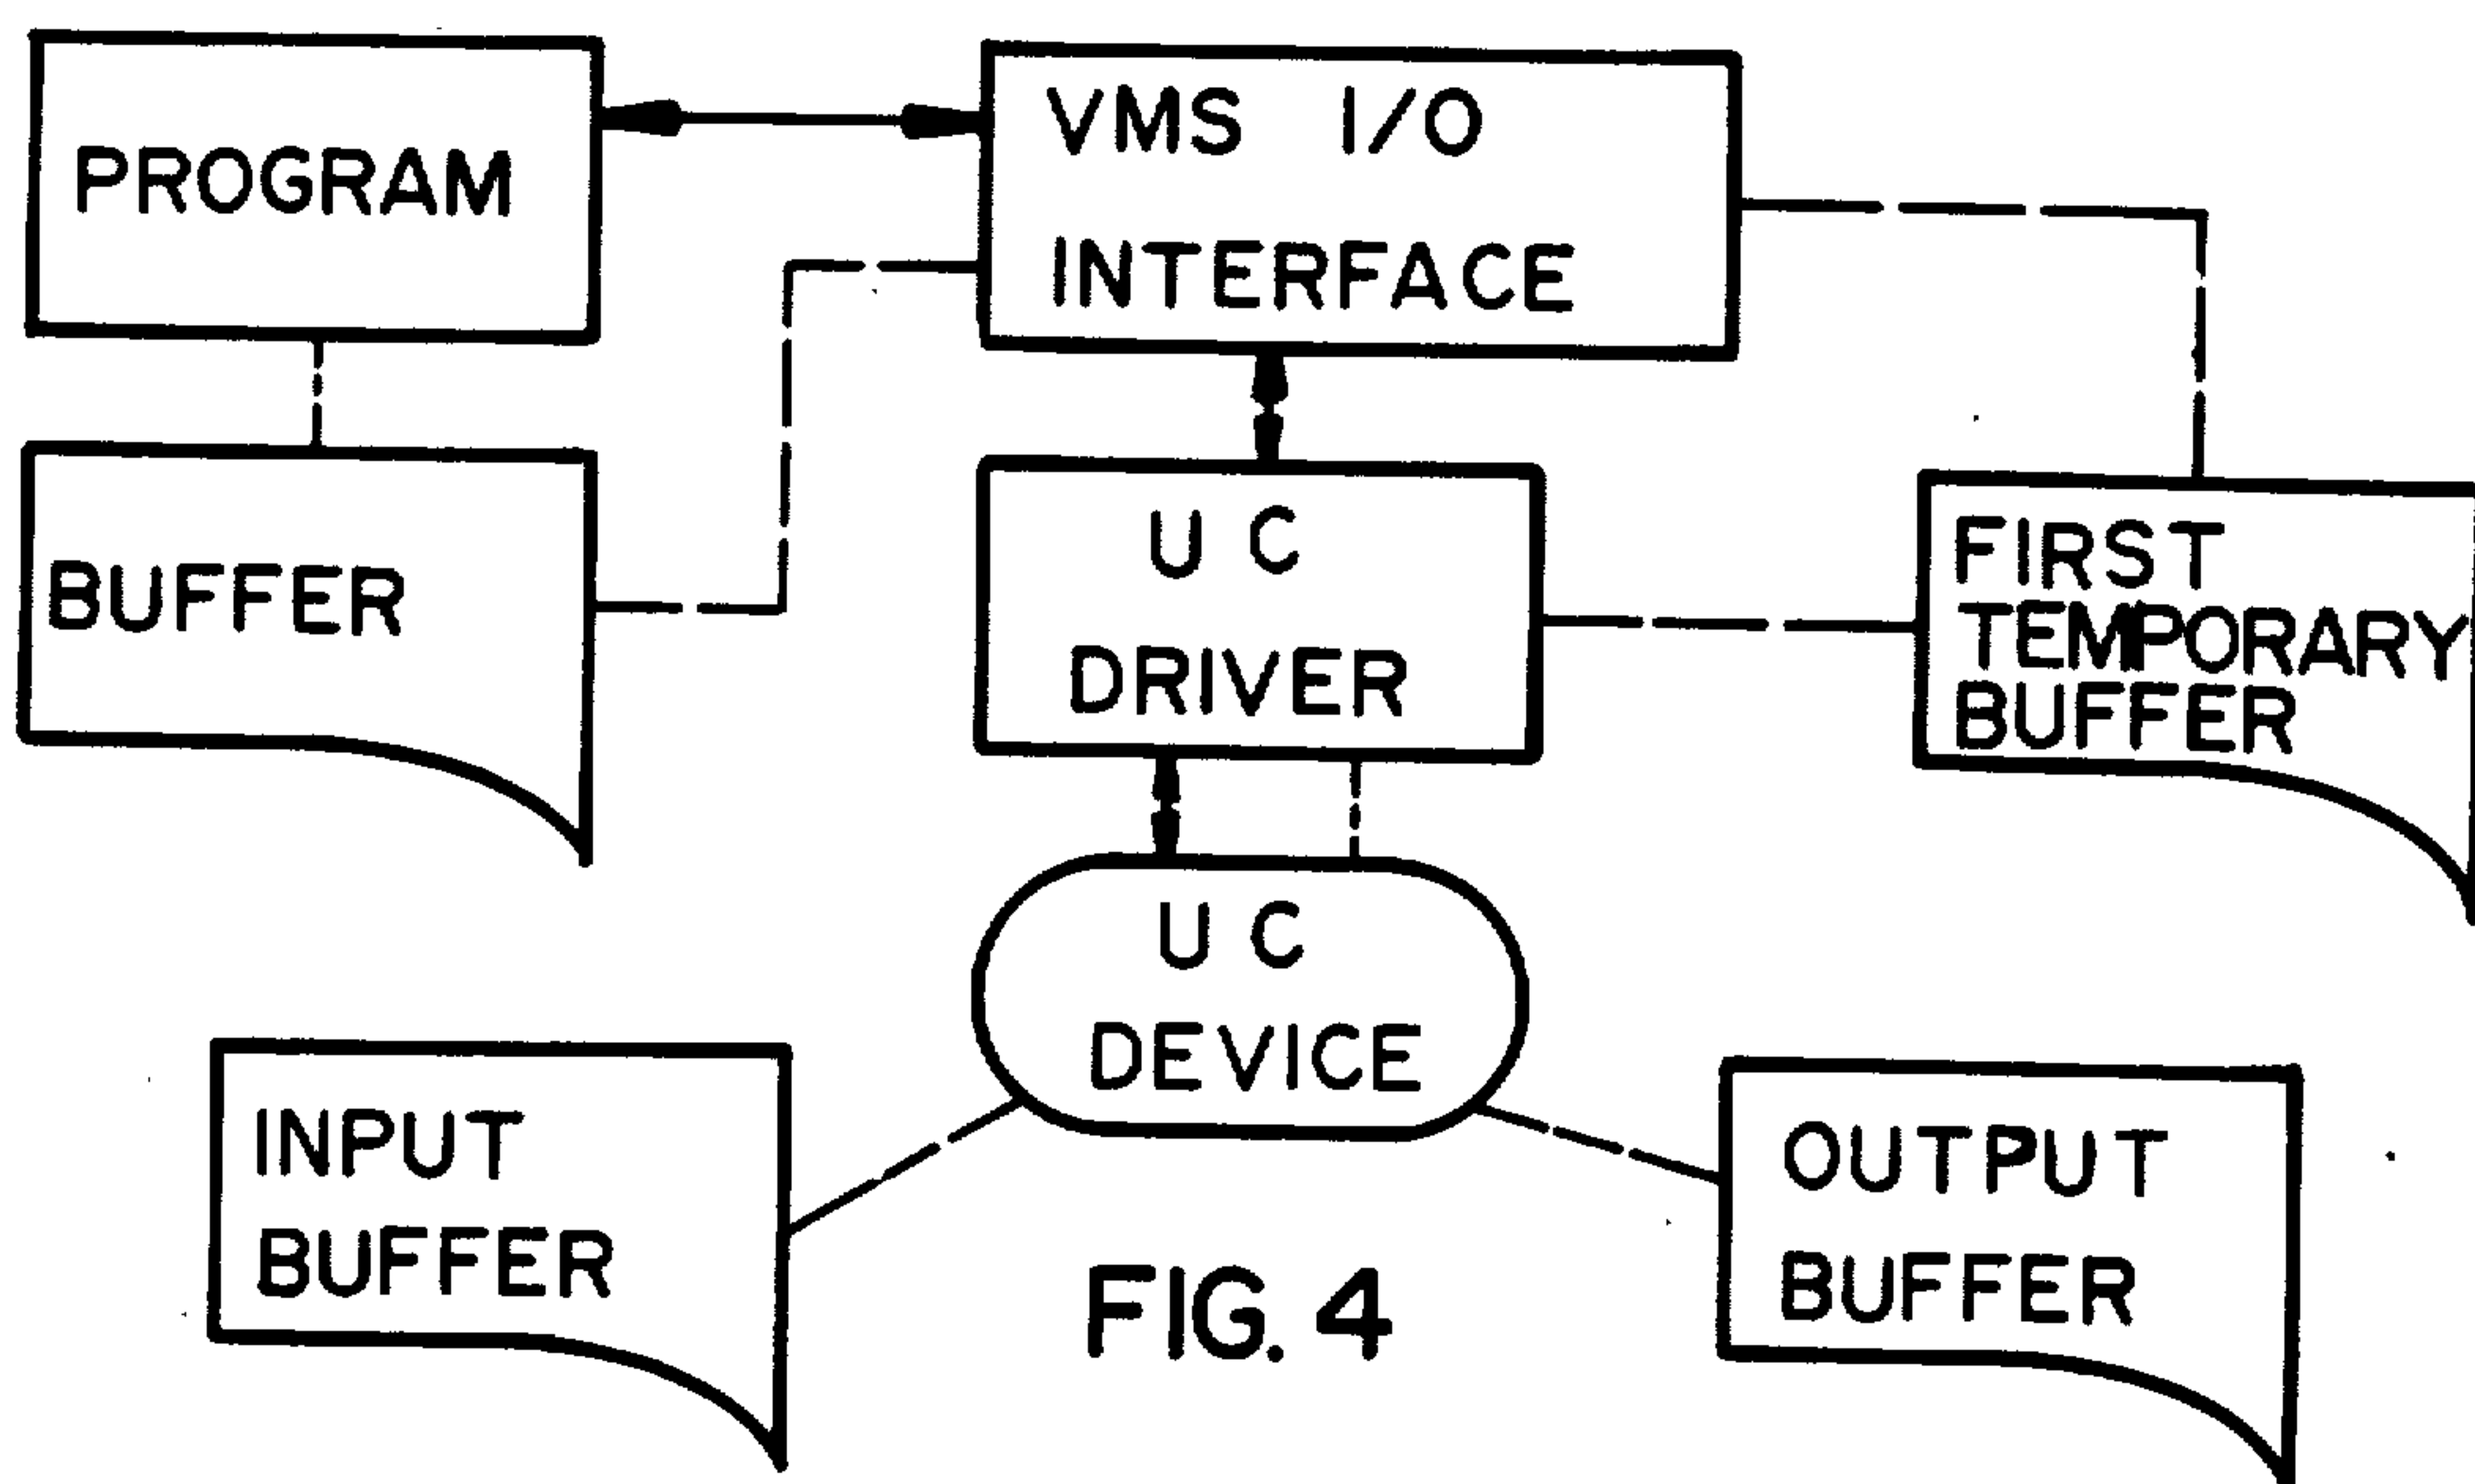 PROGRAM
VMS I/O
INTERFACE
BUFFER
U C
DRIVER
FIRST
TEMPORARY
BUFFER
U C
DEVICE
INPUT
BUFFER
OUTPUT
BUFFER
FIG. 4